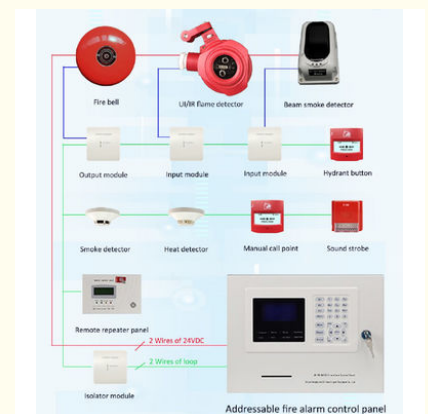 Fire bell
UI/IR flame detector
Beam smoke detector
Output module
Input module
Input module
Hydrant button
Smoke detector
Heat detector
Manual call point
Sound strobe
Remote repeater panel
2 Wires of 24VDC
2 Wires of loop
Isolator module
Addressable fire alarm control panel